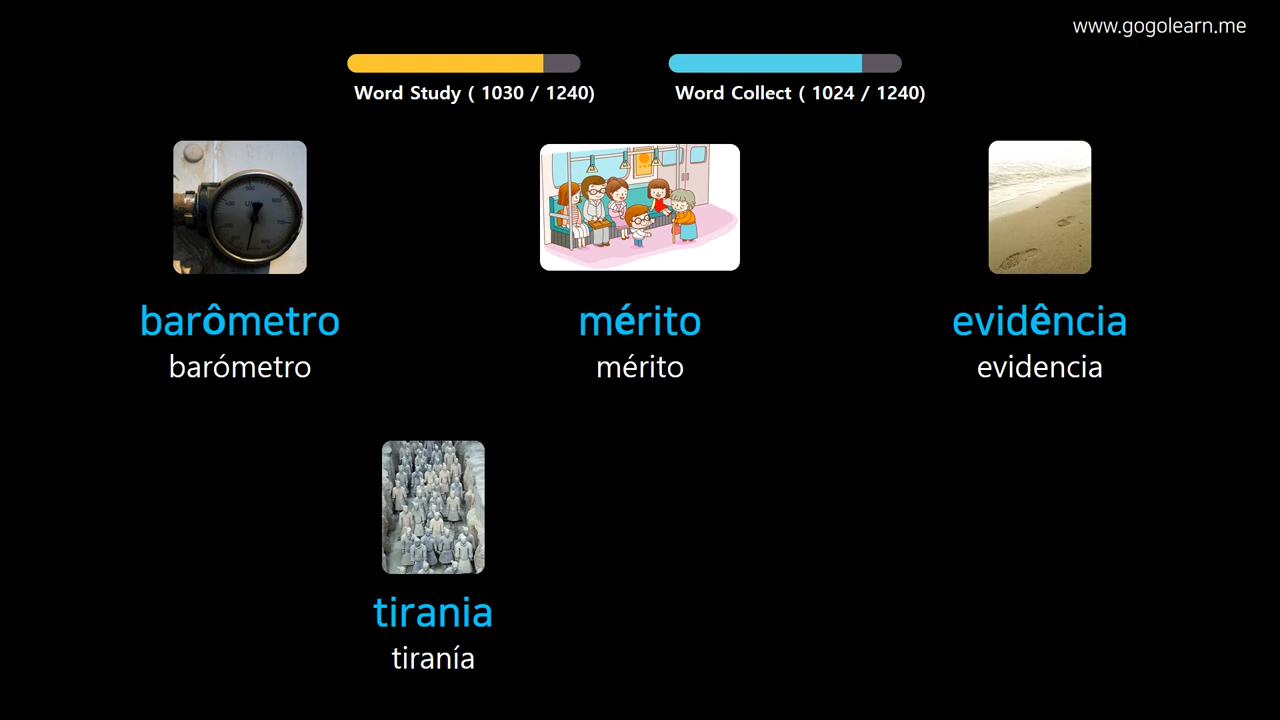 www.gogolearn.me
Word Study ( 1030 / 1240)
Word Collect ( 1024 / 1240)
barômetro
barómetro
mérito
mérito
evidência
evidencia
tirania
tiranía